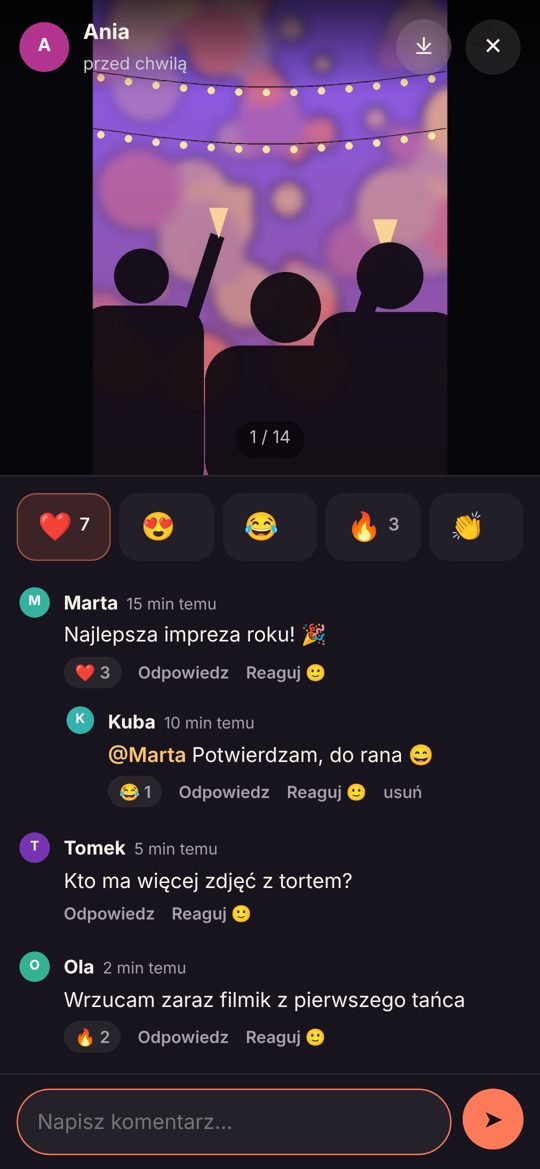 A
Ania
przed chwilą
1 / 14
❤️ 7
😍
😂
🔥 3
👏
M
Marta 15 min temu
Najlepsza impreza roku! 🎉
❤️ 3 Odpowiedz Reaguj 🙂
K
Kuba 10 min temu
@Marta Potwierdzam, do rana 😄
😂 1 Odpowiedz Reaguj 🙂 usuń
T
Tomek 5 min temu
Kto ma więcej zdjęć z tortem?
Odpowiedz Reaguj 🙂
O
Ola 2 min temu
Wrzucam zaraz filmik z pierwszego tańca
🔥 2 Odpowiedz Reaguj 🙂
Napisz komentarz...